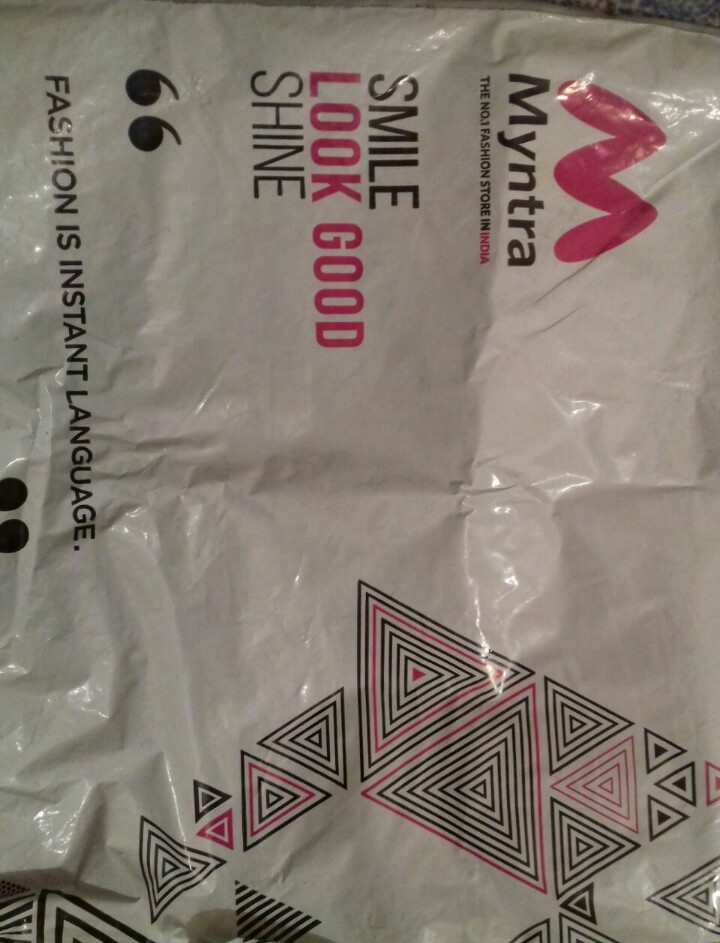 Myntra
THE NO.1 FASHION STORE IN INDIA
SMILE
LOOK GOOD
SHINE
“
FASHION IS INSTANT LANGUAGE.
”